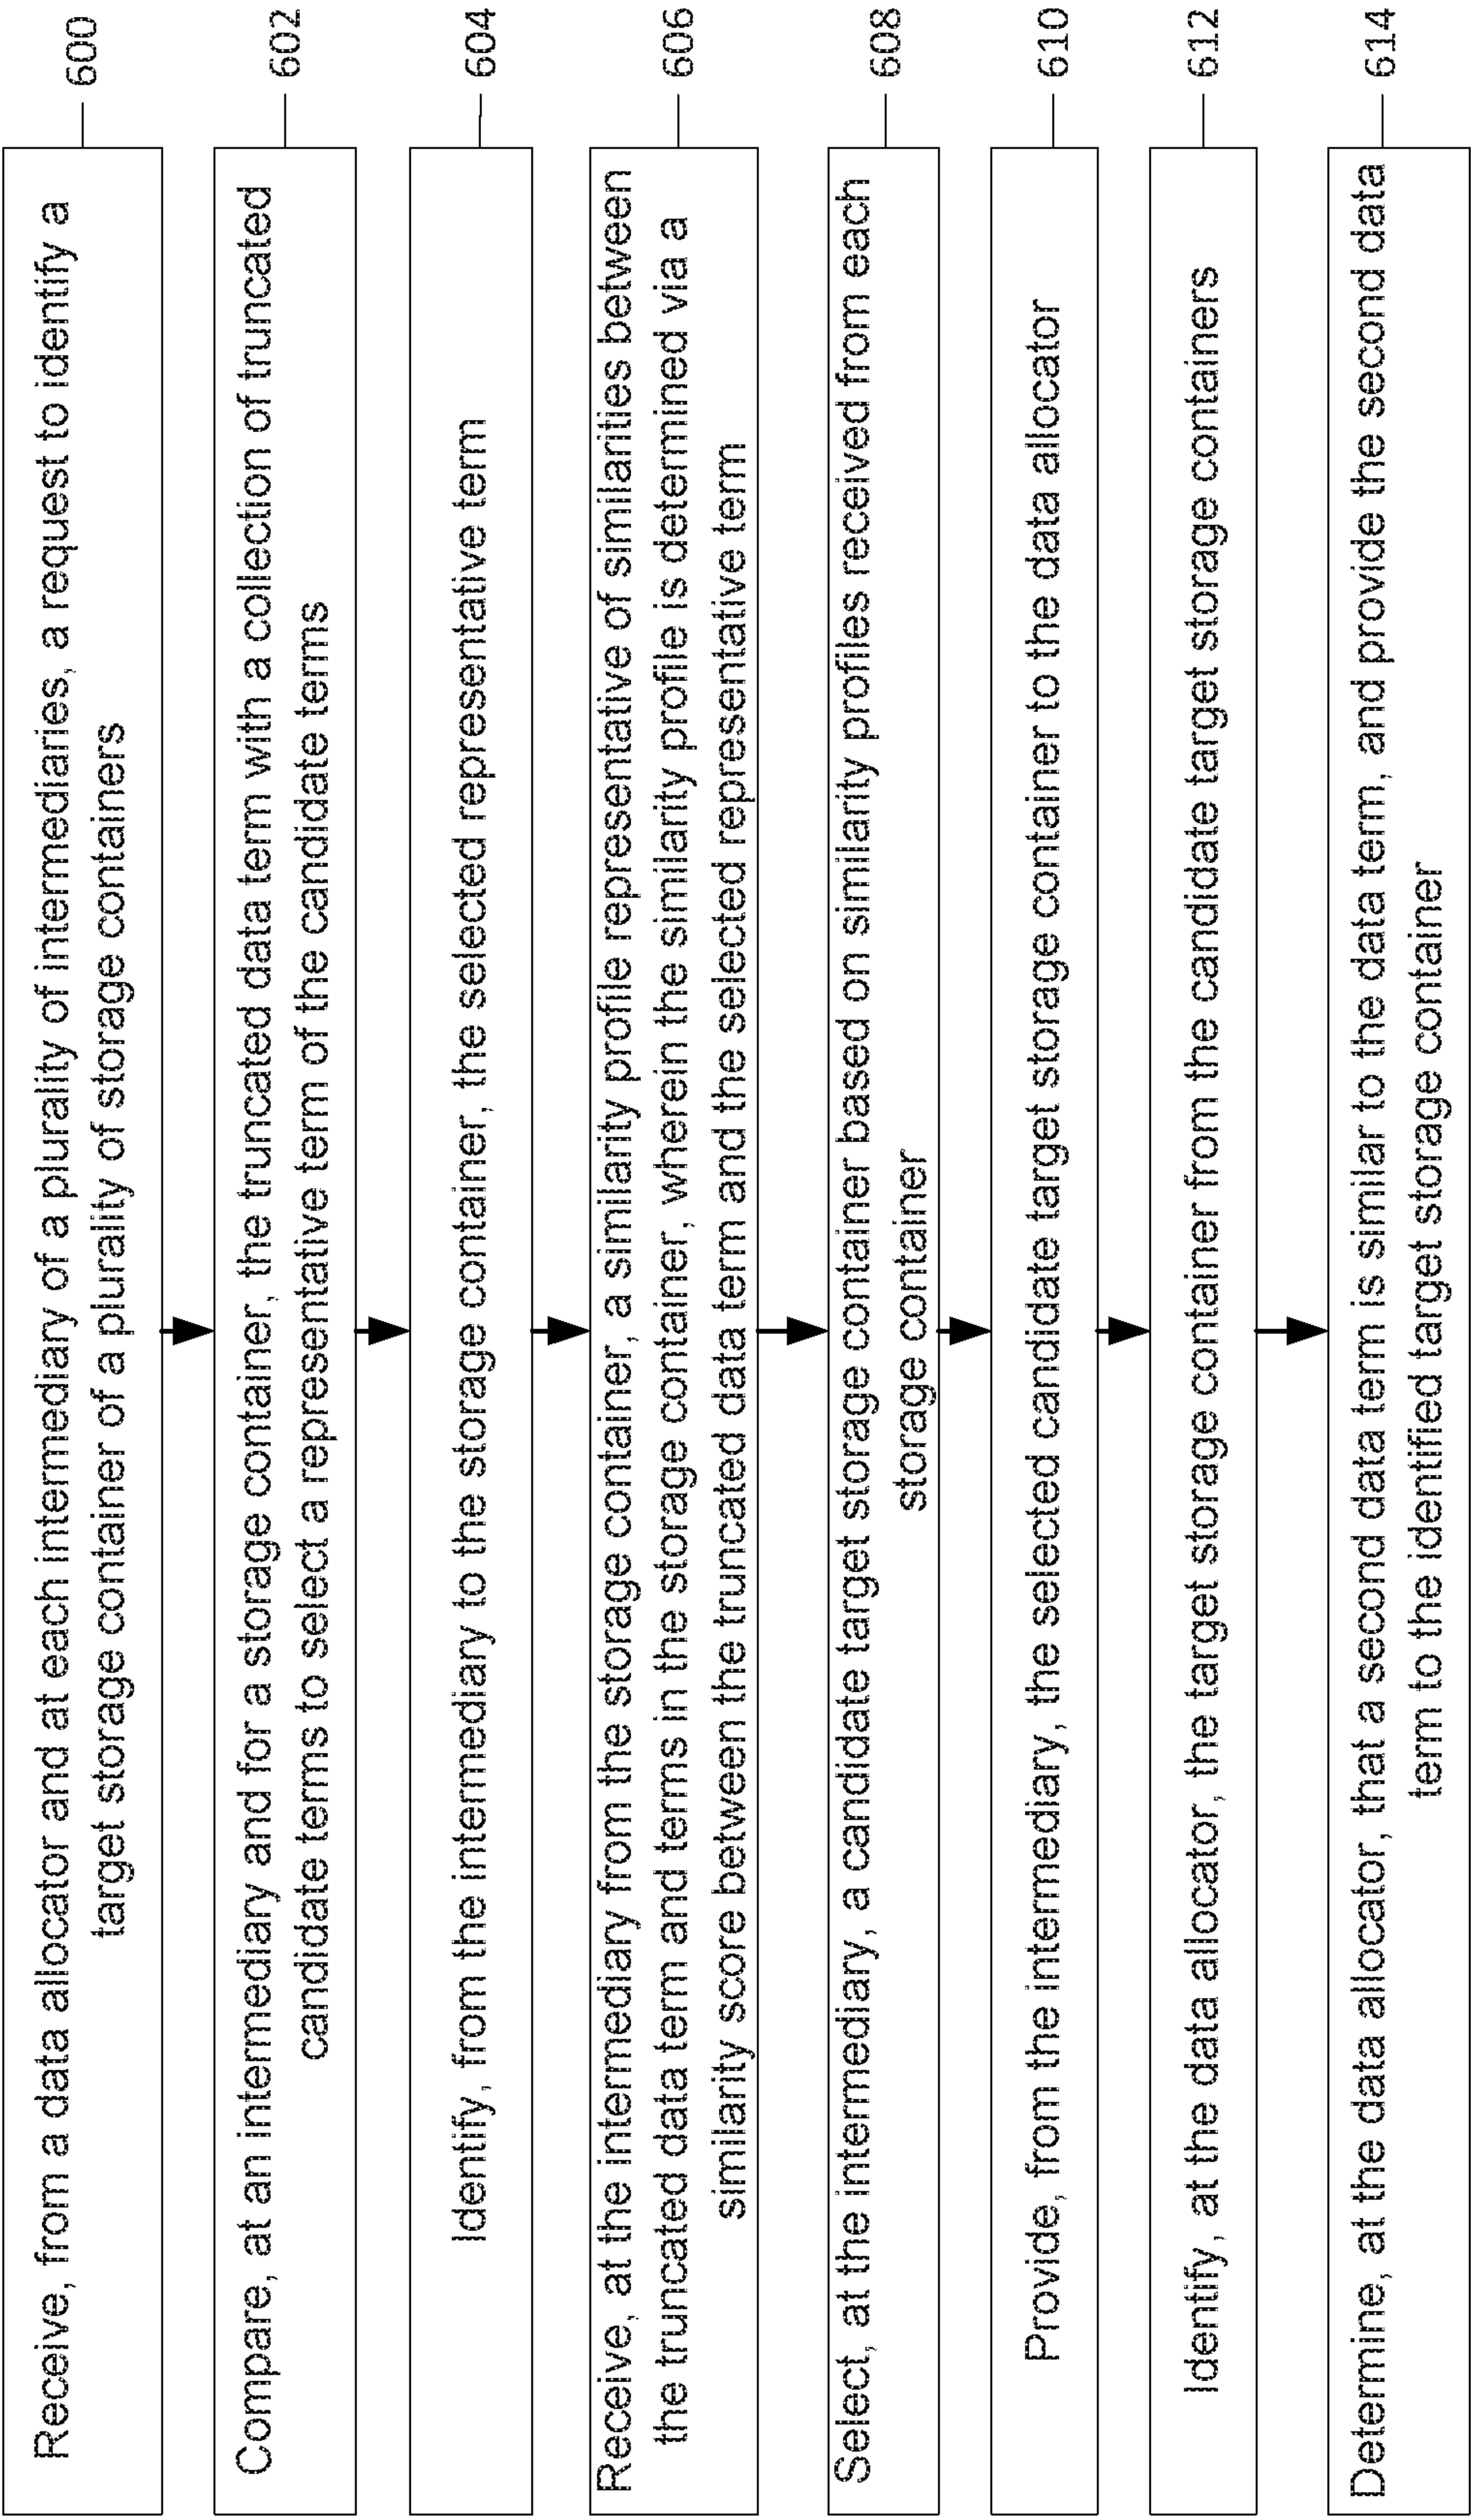 Receive, from a data allocator and at each intermediary of a plurality of intermediaries, a request to identify a
target storage container of a plurality of storage containers
600
Compare, at an intermediary and for a storage container, the truncated data term with a collection of truncated
candidate terms to select a representative term of the candidate terms
602
Identify, from the intermediary to the storage container, the selected representative term
604
Receive, at the intermediary from the storage container, a similarity profile representative of similarities between
the truncated data term and terms in the storage container, wherein the similarity profile is determined via a
similarity score between the truncated data term and the selected representative term
606
Select, at the intermediary, a candidate target storage container based on similarity profiles received from each
storage container
608
Provide, from the intermediary, the selected candidate target storage container to the data allocator
610
Identify, at the data allocator, the target storage container from the candidate target storage containers
612
Determine, at the data allocator, that a second data term is similar to the data term, and provide the second data
term to the identified target storage container
614